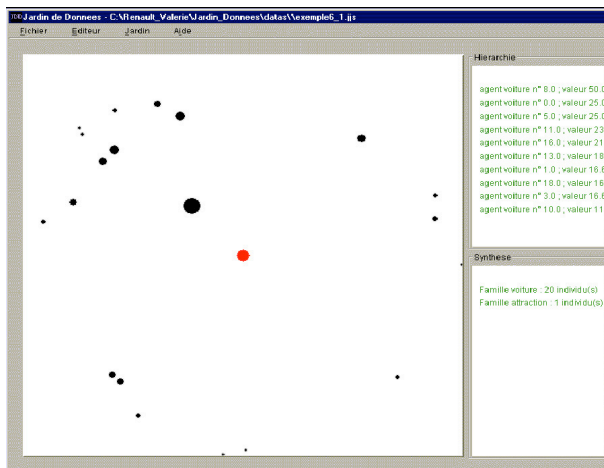 Jardin de Donnees - C:\Renault_Valerie\Jardin_Donnees\datas\\exemple6_1.jjs
Fichier Editeur Jardin Aide
Hierarchie
agent voiture n° 8.0 ; valeur 50.0
agent voiture n° 0.0 ; valeur 25.0
agent voiture n° 5.0 ; valeur 25.0
agent voiture n° 11.0 ; valeur 23
agent voiture n° 16.0 ; valeur 21
agent voiture n° 13.0 ; valeur 18
agent voiture n° 1.0 ; valeur 16.6
agent voiture n° 18.0 ; valeur 16
agent voiture n° 3.0 ; valeur 16.6
agent voiture n° 10.0 ; valeur 11
Synthese
Famille voiture : 20 individu(s)
Famille attraction : 1 individu(s)